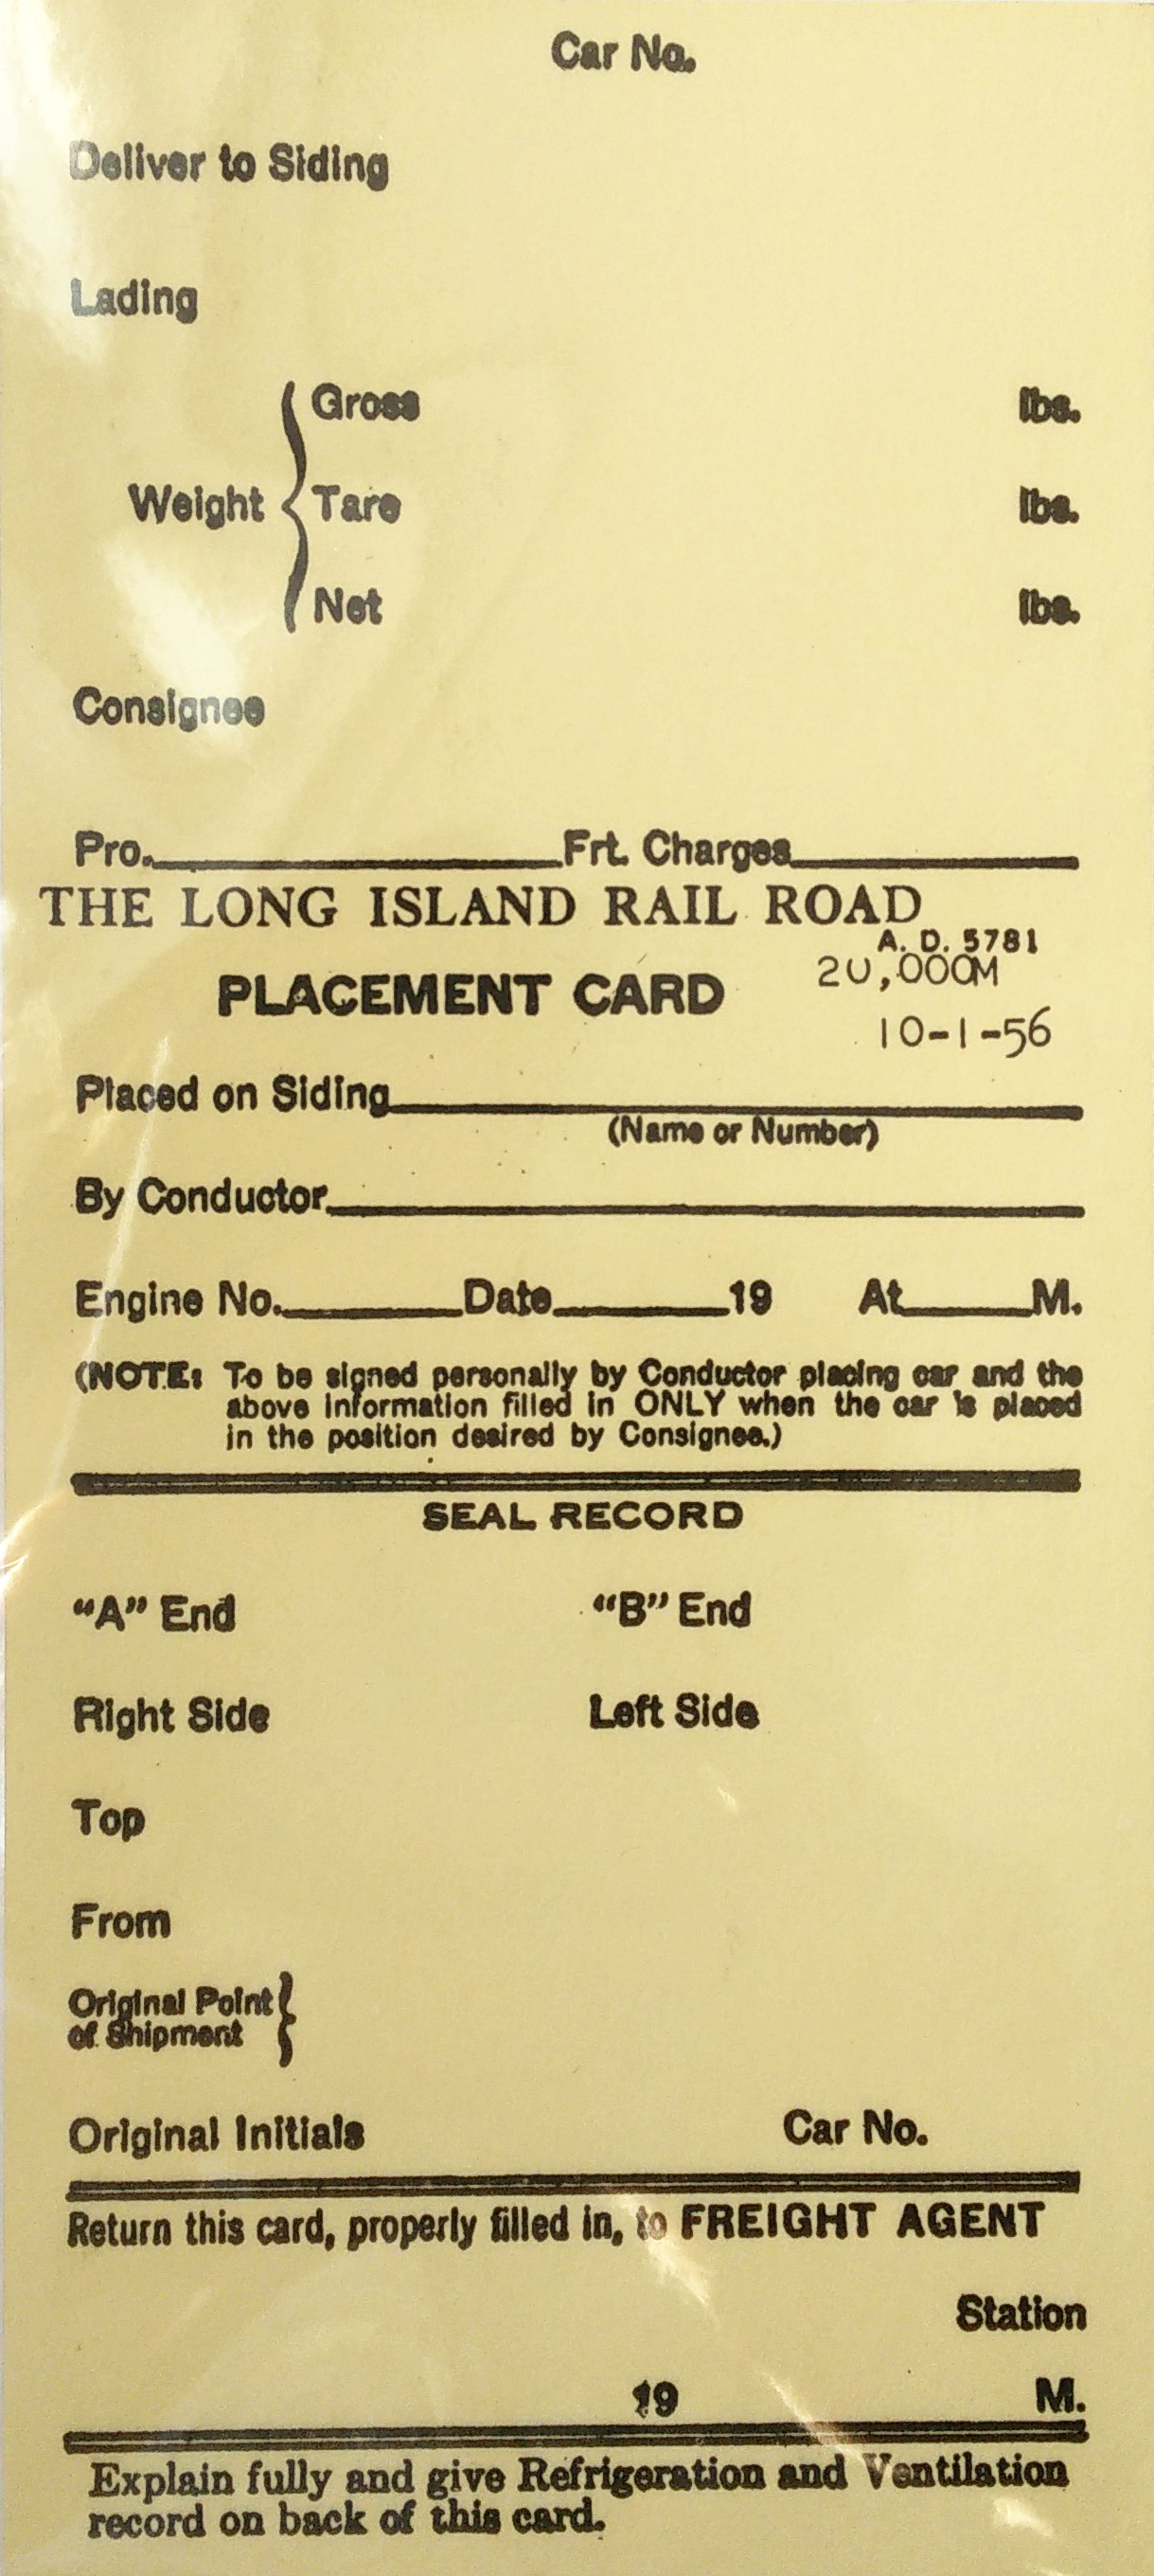 Car No.
Deliver to Siding
Lading
Gross lbs.
Weight Tare lbs.
Net lbs.
Consignee
Pro. Frt. Charges
THE LONG ISLAND RAIL ROAD
A. D. 5781
PLACEMENT CARD 20,000M
10-1-56
Placed on Siding
(Name or Number)
By Conductor
Engine No. Date 19 At M.
(NOTE: To be signed personally by Conductor placing car and the
above information filled in ONLY when the car is placed
in the position desired by Consignee.)
SEAL RECORD
"A" End "B" End
Right Side Left Side
Top
From
Original Point
of Shipment
Original Initials Car No.
Return this card, properly filled in, to FREIGHT AGENT
Station
19 M.
Explain fully and give Refrigeration and Ventilation
record on back of this card.